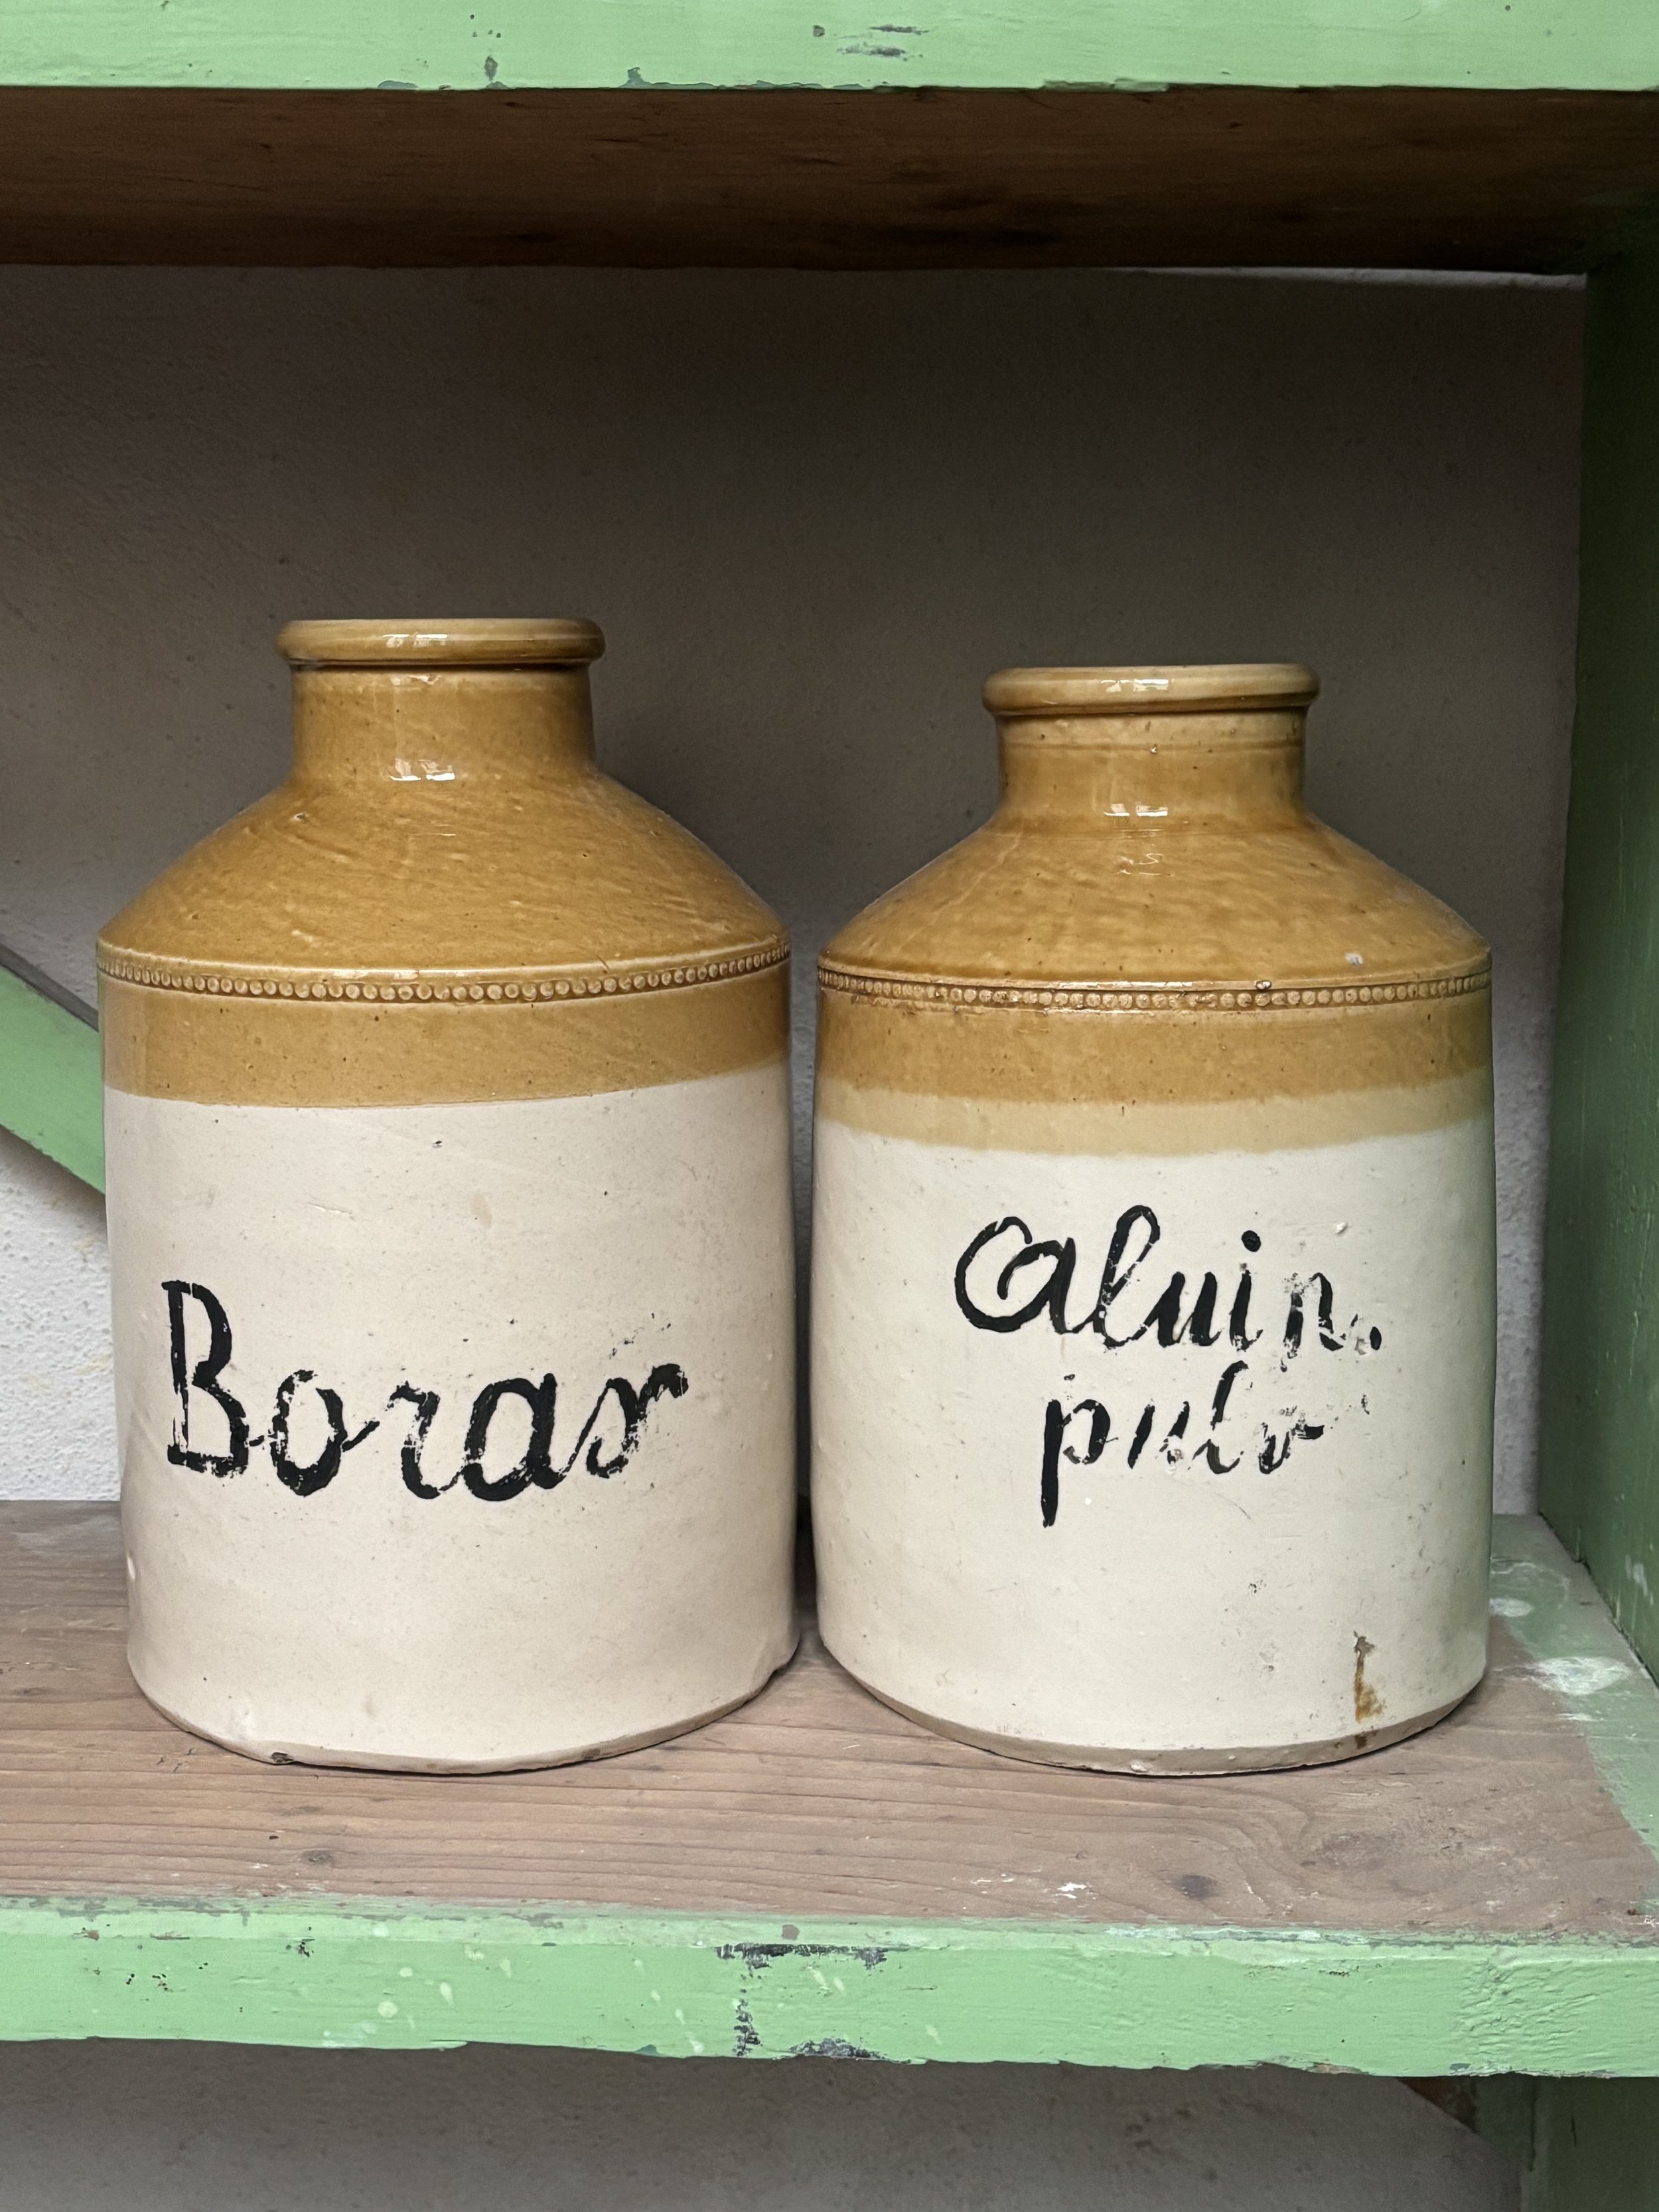 Borax
Aluin.
pulv